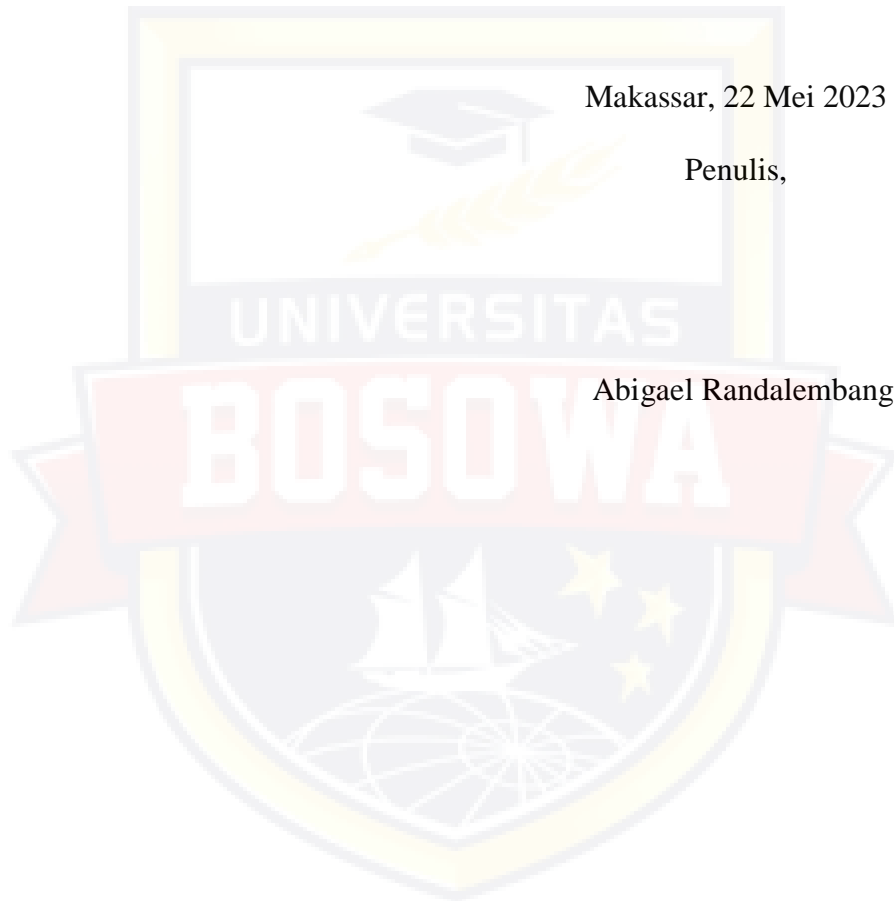 Makassar, 22 Mei 2023
Penulis,
UNIVERSITAS
Abigael Randalembang
BOSOWA